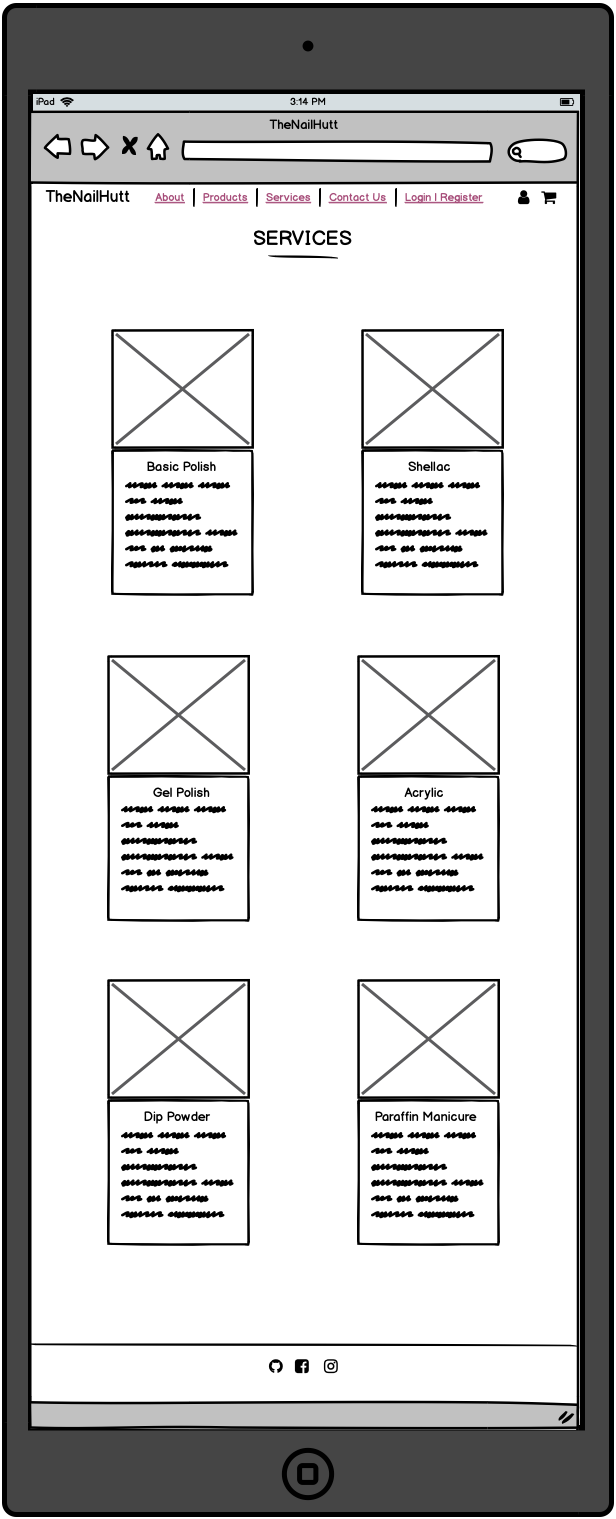 iPad 3:14 PM
TheNailHutt
TheNailHutt About Products Services Contact Us Login | Register
SERVICES
Basic Polish Shellac
Gel Polish Acrylic
Dip Powder Paraffin Manicure